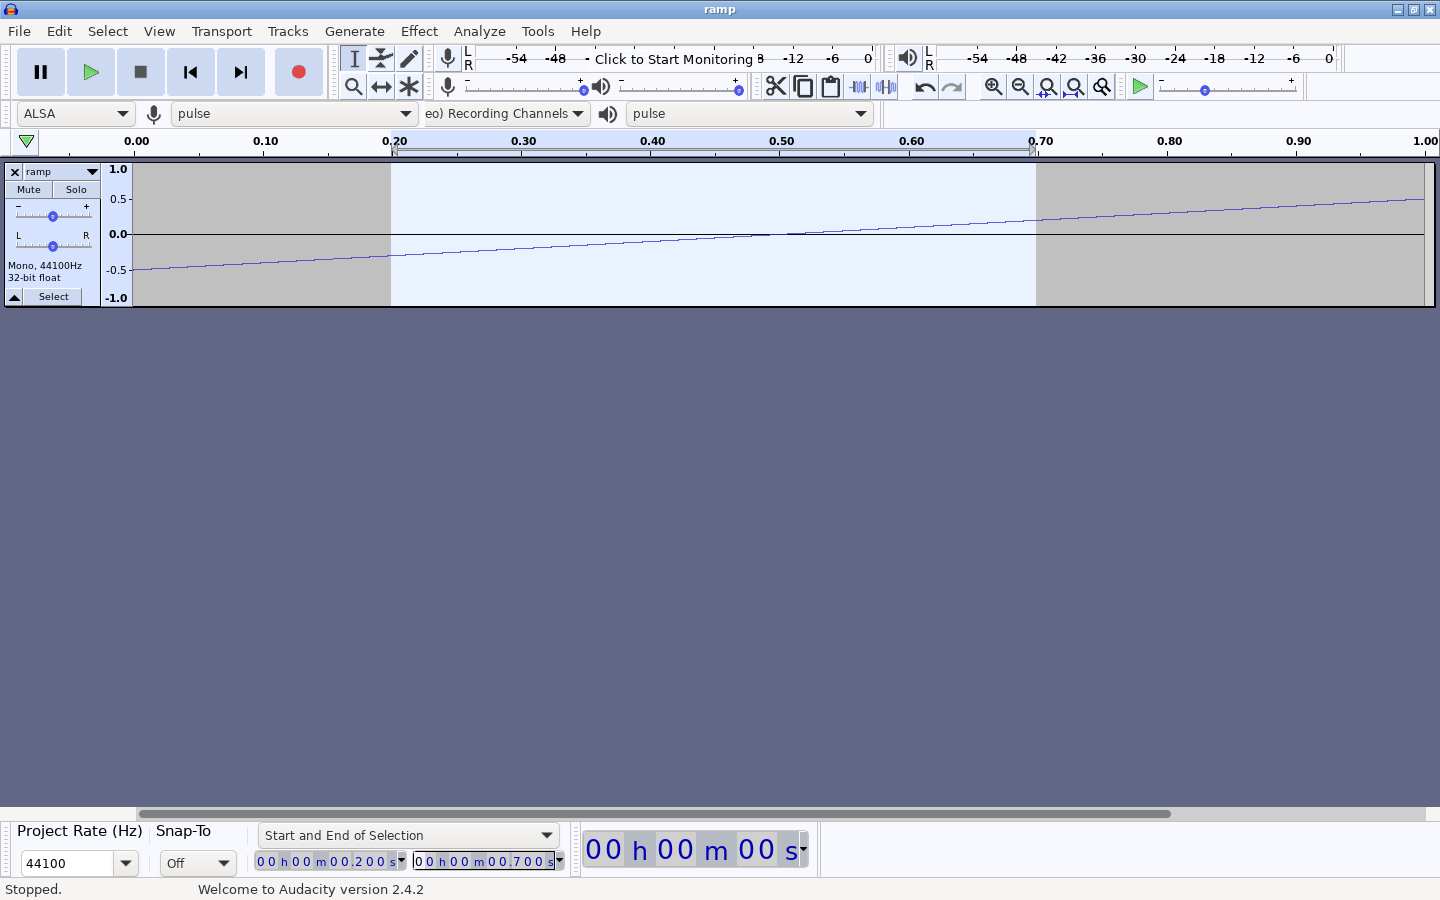 ramp
File Edit Select View Transport Tracks Generate Effect Analyze Tools Help
L R -54 -48 - Click to Start Monitoring -12 -6 0
L R -54 -48 -42 -36 -30 -24 -18 -12 -6 0
- +
- +
- +
ALSA pulse eo) Recording Channels pulse
0.00 0.10 0.20 0.30 0.40 0.50 0.60 0.70 0.80 0.90 1.00
ramp
Mute Solo
- +
L R
Mono, 44100Hz
32-bit float
Select
1.0
0.5
0.0
-0.5
-1.0
Project Rate (Hz) Snap-To Start and End of Selection
44100 Off 00 h 00 m 00.200 s 00 h 00 m 00.700 s
00 h 00 m 00 s
Stopped. Welcome to Audacity version 2.4.2